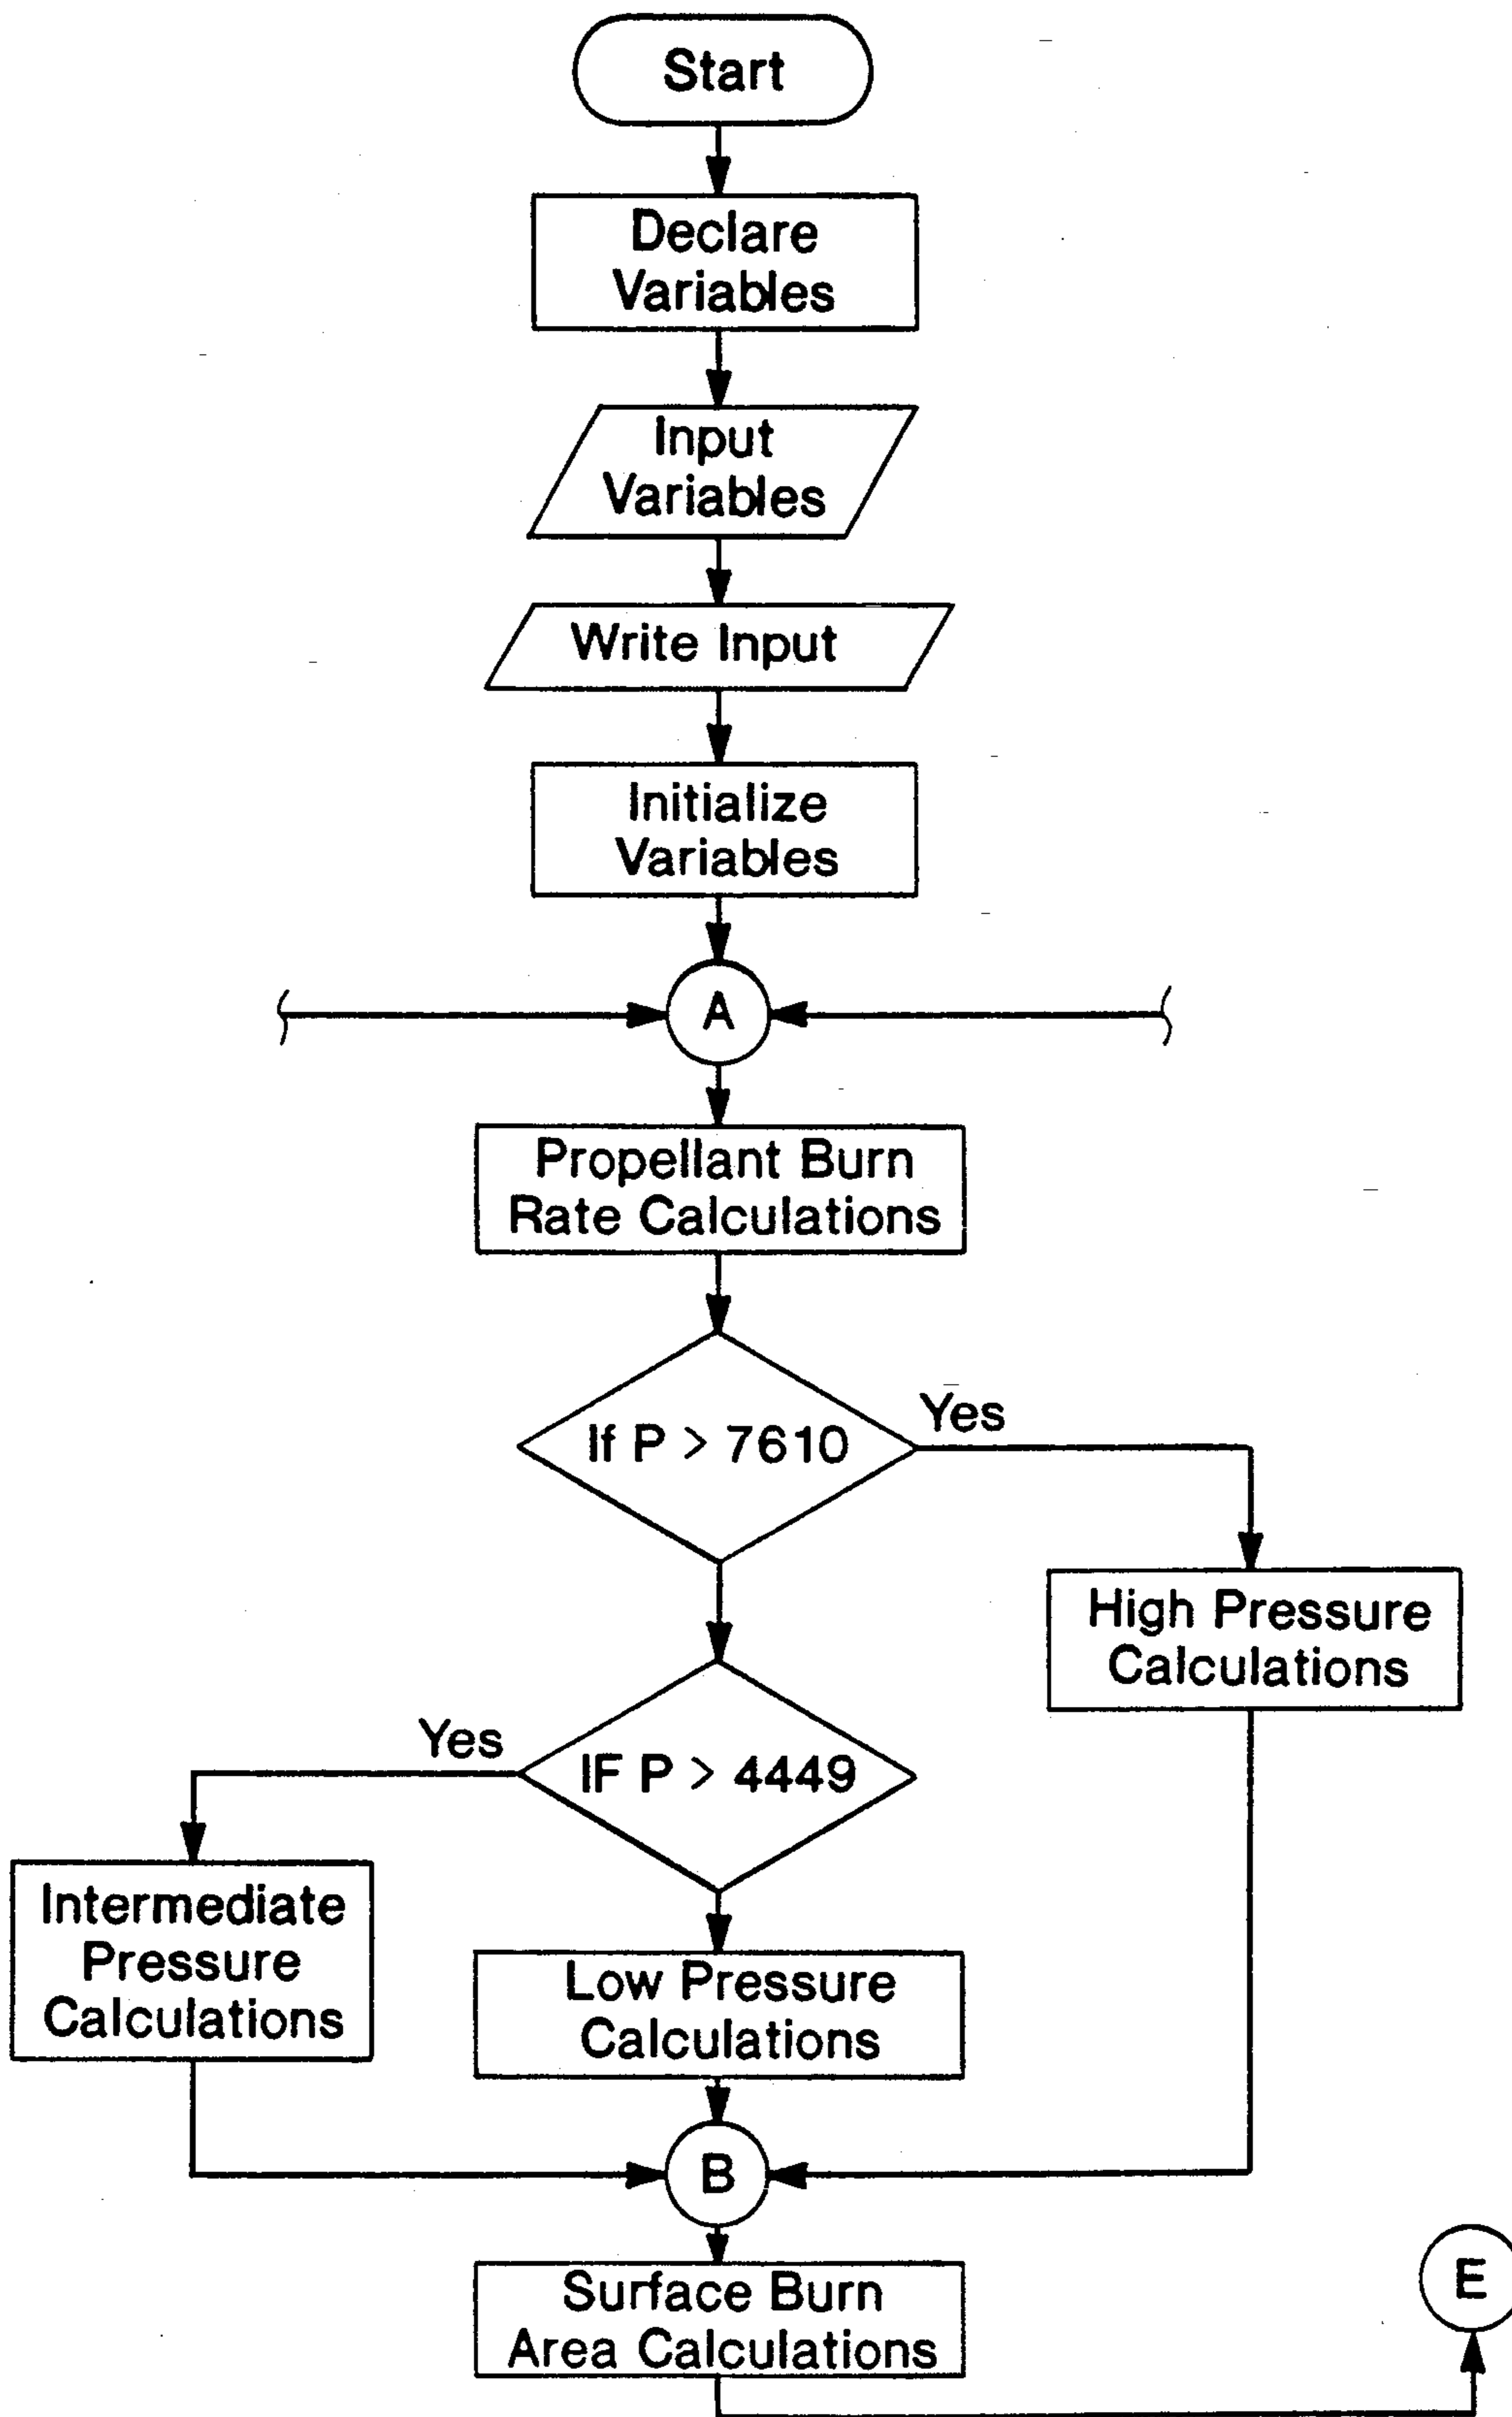 Start
Declare
Variables
Input
Variables
Write Input
Initialize
Variables
A
Propellant Burn
Rate Calculations
If P > 7610
Yes
High Pressure
Calculations
IF P > 4449
Yes
Intermediate
Pressure
Calculations
Low Pressure
Calculations
B
Surface Burn
Area Calculations
E